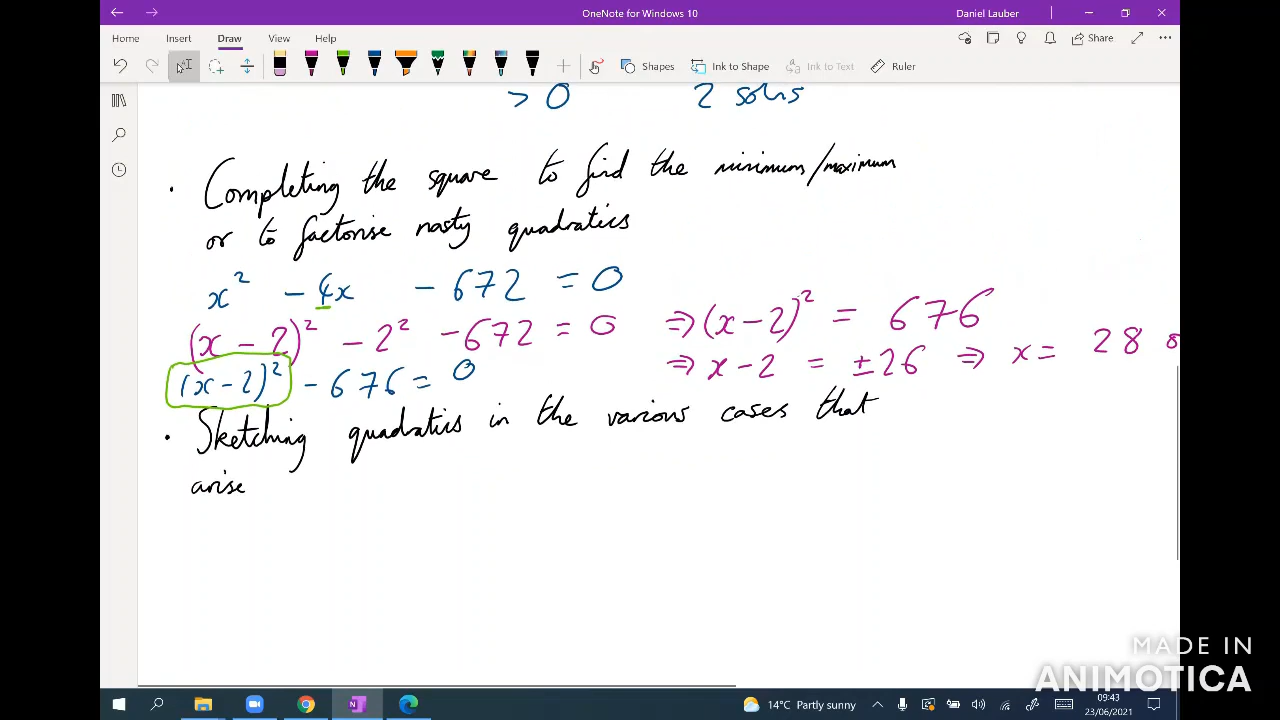 OneNote for Windows 10
Daniel Lauber
Home Insert Draw View Help
Share
Shapes Ink to Shape Ink to Text Ruler
> 0 2 solns
· Completing the square to find the minimum/maximum
or to factorise nasty quadratics
x² - 4x - 672 = 0
(x - 2)² - 2² - 672 = 0 ⇒ (x - 2)² = 676
(x - 2)² - 676 = 0 ⇒ x - 2 = ±26 ⇒ x = 28
· Sketching quadratics in the various cases that
arise
MADE IN
ANIMOTICA
14°C Partly sunny
09:43
23/06/2021